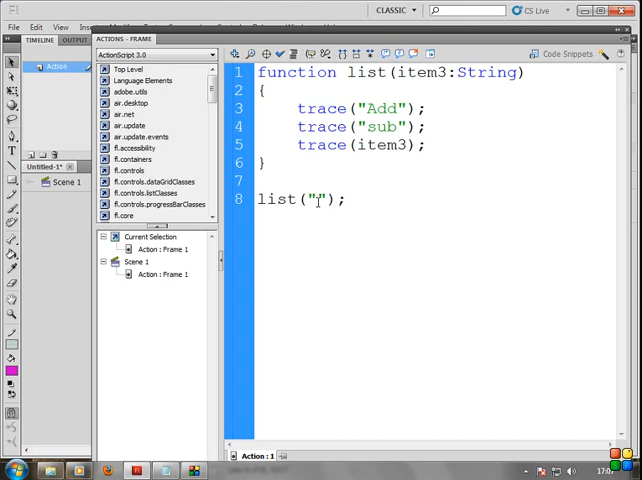 Fl
CLASSIC
CS Live
File
Edit
View
TIMELINE
OUTPUT
ACTIONS - FRAME
Action
ActionScript 3.0
Top Level
Language Elements
adobe.utils
air.desktop
air.net
air.update
air.update.events
fl.accessibility
fl.containers
fl.controls
fl.controls.dataGridClasses
fl.controls.listClasses
fl.controls.progressBarClasses
fl.core
Untitled-1*
Scene 1
Current Selection
Action : Frame 1
Scene 1
Action : Frame 1
Code Snippets
1 function list(item3:String)
2 {
3 trace("Add");
4 trace("sub");
5 trace(item3);
6 }
7
8 list("");
Action : 1
Fl